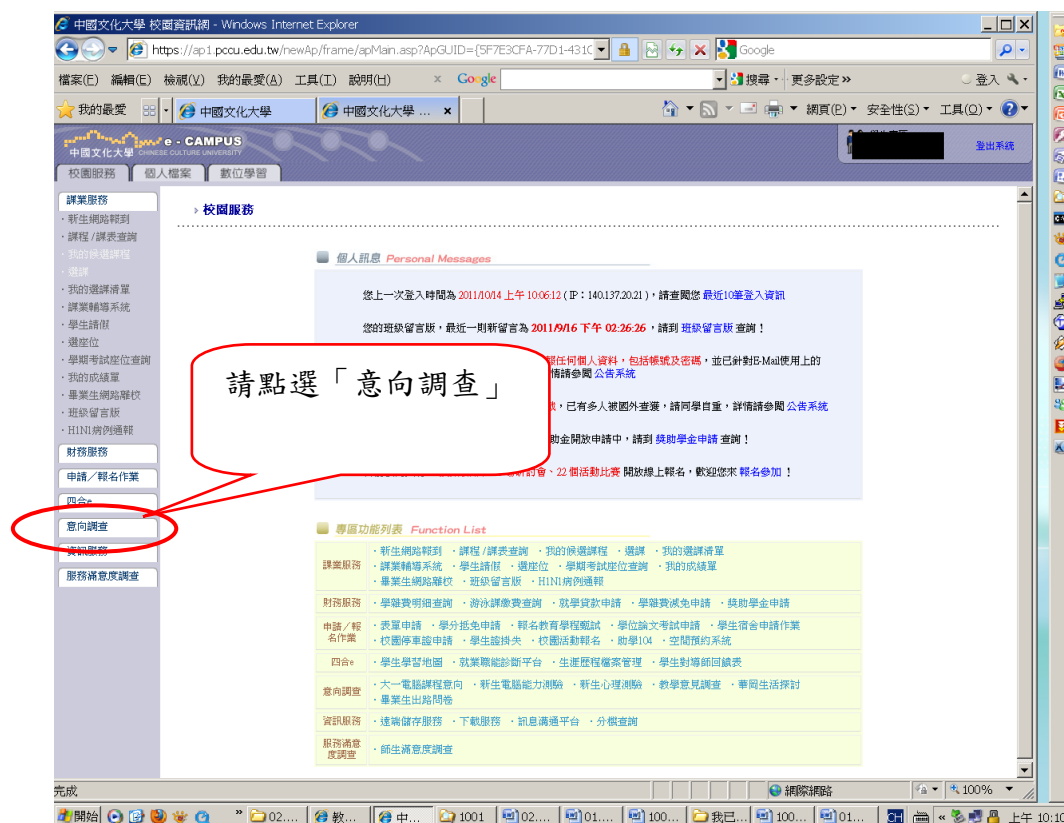 中國文化大學 校園資訊網 - Windows Internet Explorer
https://ap1.pccu.edu.tw/newAp/frame/apMain.asp?ApGUID={5F7E3CFA-77D1-431C
Google
檔案(F) 編輯(E) 檢視(V) 我的最愛(A) 工具(T) 說明(H) x Google 搜尋 更多設定 » 登入
我的最愛 中國文化大學 中國文化大學 ... x 網頁(P) 安全性(S) 工具(O)
e - CAMPUS
中國文化大學 CHINESE CULTURE UNIVERSITY
登出系統
校園服務 個人檔案 數位學習
課業服務
· 新生網路報到
· 課程 /課表查詢
· 我的候選課程
· 選課
· 我的選課清單
· 課業輔導系統
· 學生請假
· 選座位
· 學期考試座位查詢
· 我的成績單
· 畢業生網路離校
· 班級留言版
· H1N1病例通報
財務服務
申請／報名作業
四合e
意向調查
資訊服務
服務滿意度調查
› 校園服務
個人訊息 Personal Messages
您上一次登入時間為 2011/10/14 上午 10:06:12 ( IP：140.137.20.21 )，請查閱您 最近10筆登入資訊
您的班級留言版，最近一則新留言為 2011/9/16 下午 02:26:26 ，請到 班級留言版 查詢！
任何個人資料，包括帳號及密碼，並已針對E-Mail使用上的
情請參閱 公告系統
，已有多人被國外查獲，請同學自重，詳情請參閱 公告系統
助金開放申請中，請到 獎助學金申請 查詢！
會、22 個活動比賽 開放線上報名，歡迎您來 報名參加 ！
請點選「意向調查」
專區功能列表 Function List
課業服務
· 新生網路報到 · 課程 /課表查詢 · 我的候選課程 · 選課 · 我的選課清單
· 課業輔導系統 · 學生請假 · 選座位 · 學期考試座位查詢 · 我的成績單
· 畢業生網路離校 · 班級留言版 · H1N1病例通報
財務服務 · 學雜費明細查詢 · 游泳課繳費查詢 · 就學貸款申請 · 學雜費減免申請 · 獎助學金申請
申請／報名作業
· 表單申請 · 學分抵免申請 · 報名教育學程甄試 · 學位論文考試申請 · 學生宿舍申請作業
· 校園停車證申請 · 學生證掛失 · 校園活動報名 · 助學104 · 空間預約系統
四合e · 學生學習地圖 · 就業職能診斷平台 · 生涯歷程檔案管理 · 學生對導師回饋表
意向調查
· 大一電腦課程意向 · 新生電腦能力測驗 · 新生心理測驗 · 教學意見調查 · 華岡生活探討
· 畢業生出路問卷
資訊服務 · 遠端儲存服務 · 下載服務 · 訊息溝通平台 · 分機查詢
服務滿意度調查 · 師生滿意度調查
完成 網際網路 100%
開始 » 02.... 教... 中... 1001 02.... 01.... 100... 我已... 100... 01... CH « 上午 10:1